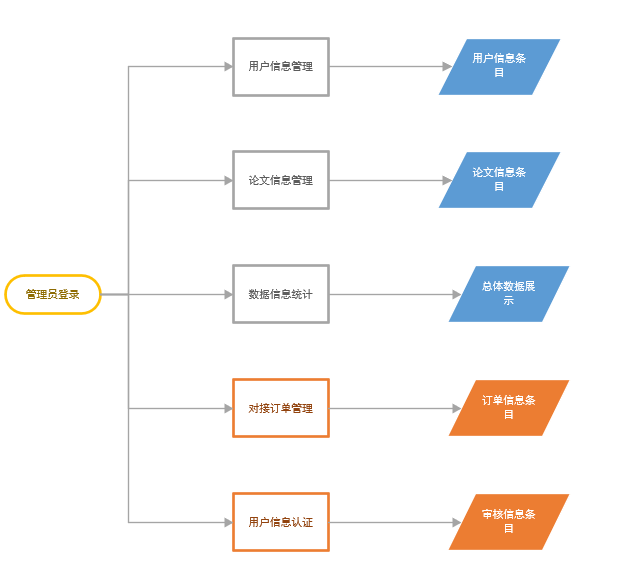 用户信息管理
用户信息条
目
论文信息管理
论文信息条
目
管理员登录
数据信息统计
总体数据展
示
对接订单管理
订单信息条
目
用户信息认证
审核信息条
目